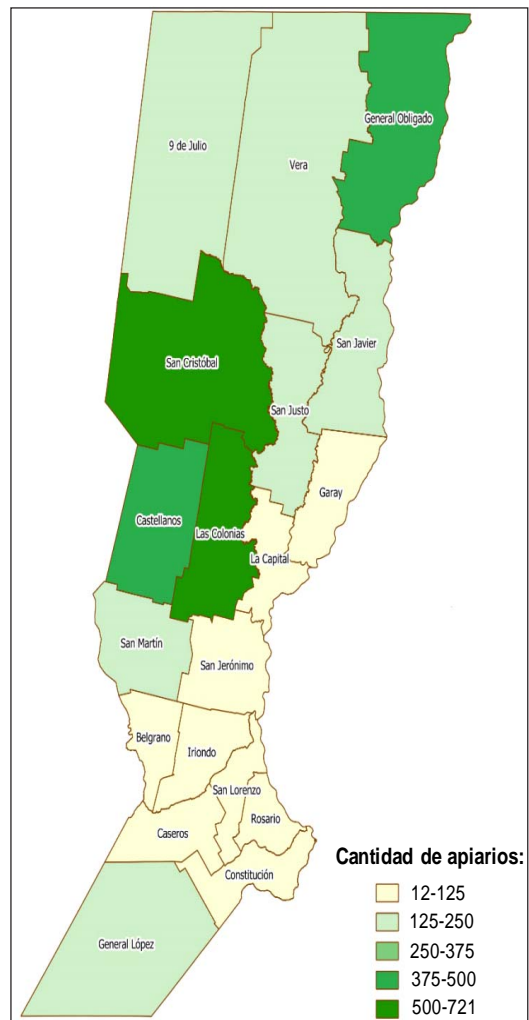 General Obligado
9 de Julio
Vera
San Javier
San Cristóbal
San Justo
Garay
Castellanos
Las Colonias
La Capital
San Martín
San Jerónimo
Belgrano
Iriondo
San Lorenzo
Rosario
Caseros
Constitución
General López
Cantidad de apiarios:
12-125
125-250
250-375
375-500
500-721